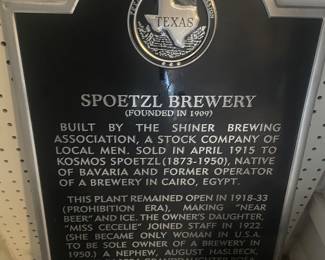 TEXAS
SPOETZL BREWERY
(FOUNDED IN 1909)
BUILT BY THE SHINER BREWING
ASSOCIATION, A STOCK COMPANY OF
LOCAL MEN. SOLD IN APRIL 1915 TO
KOSMOS SPOETZL (1873-1950), NATIVE
OF BAVARIA AND FORMER OPERATOR
OF A BREWERY IN CAIRO, EGYPT.
THIS PLANT REMAINED OPEN IN 1918-33
(PROHIBITION ERA), MAKING "NEAR
BEER" AND ICE. THE OWNER'S DAUGHTER,
"MISS CECELIE" JOINED STAFF IN 1922.
(SHE BECAME ONLY WOMAN IN U.S.A.
TO BE SOLE OWNER OF A BREWERY IN
1950.) A NEPHEW, AUGUST HASLBECK,